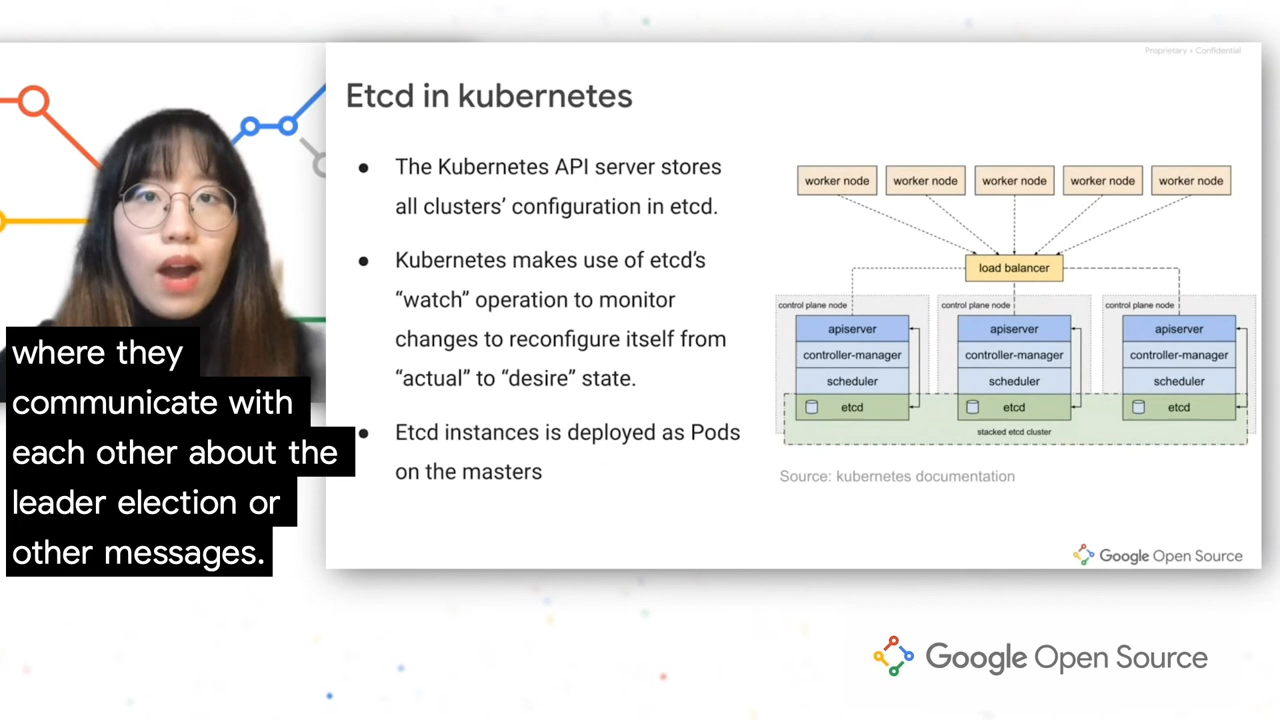 Proprietary + Confidential
Etcd in kubernetes
● The Kubernetes API server stores
all clusters’ configuration in etcd.
● Kubernetes makes use of etcd’s
“watch” operation to monitor
changes to reconfigure itself from
“actual” to “desire” state.
● Etcd instances is deployed as Pods
on the masters
worker node worker node worker node worker node worker node
load balancer
control plane node control plane node control plane node
apiserver apiserver apiserver
controller-manager controller-manager controller-manager
scheduler scheduler scheduler
etcd etcd etcd
stacked etcd cluster
Source: kubernetes documentation
Google Open Source
where they
communicate with
each other about the
leader election or
other messages.
Google Open Source